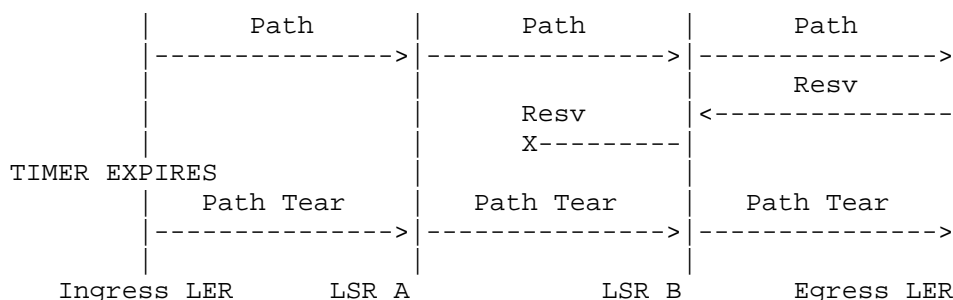 Path Path Path
Resv
Resv
X
TIMER EXPIRES
Path Tear Path Tear Path Tear
Ingress LER LSR A LSR B Egress LER